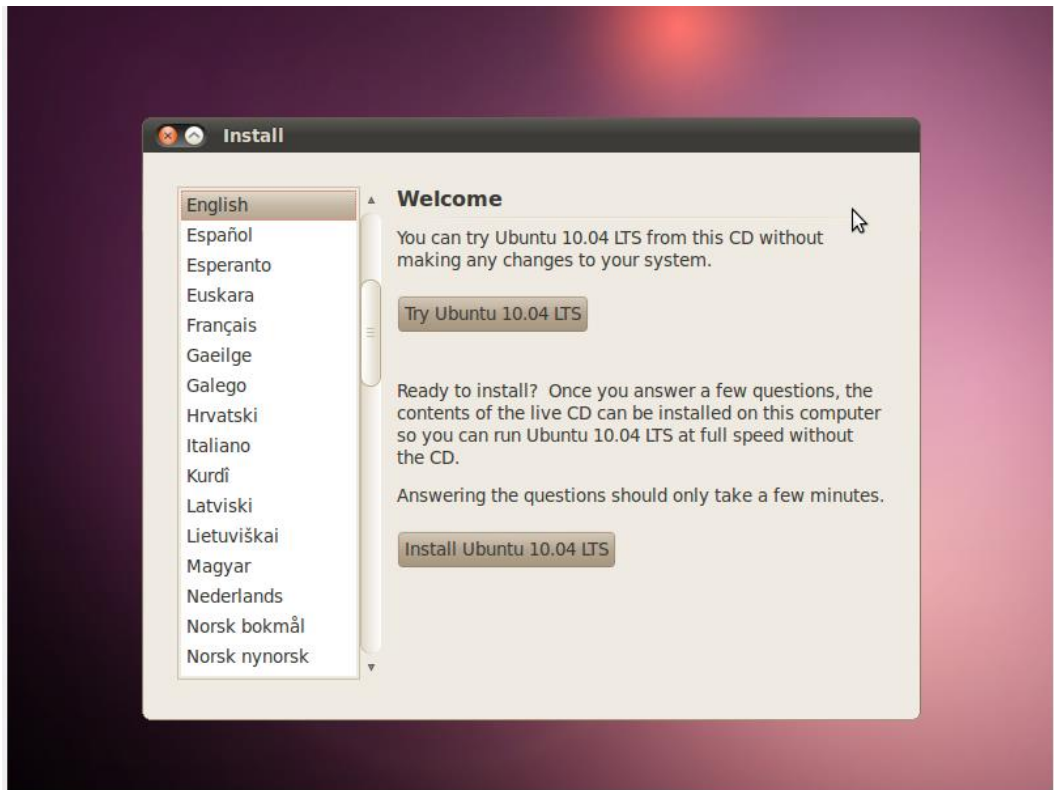 Install
English
Español
Esperanto
Euskara
Français
Gaeilge
Galego
Hrvatski
Italiano
Kurdî
Latviski
Lietuviškai
Magyar
Nederlands
Norsk bokmål
Norsk nynorsk
Welcome
You can try Ubuntu 10.04 LTS from this CD without
making any changes to your system.
Try Ubuntu 10.04 LTS
Ready to install?  Once you answer a few questions, the
contents of the live CD can be installed on this computer
so you can run Ubuntu 10.04 LTS at full speed without
the CD.
Answering the questions should only take a few minutes.
Install Ubuntu 10.04 LTS